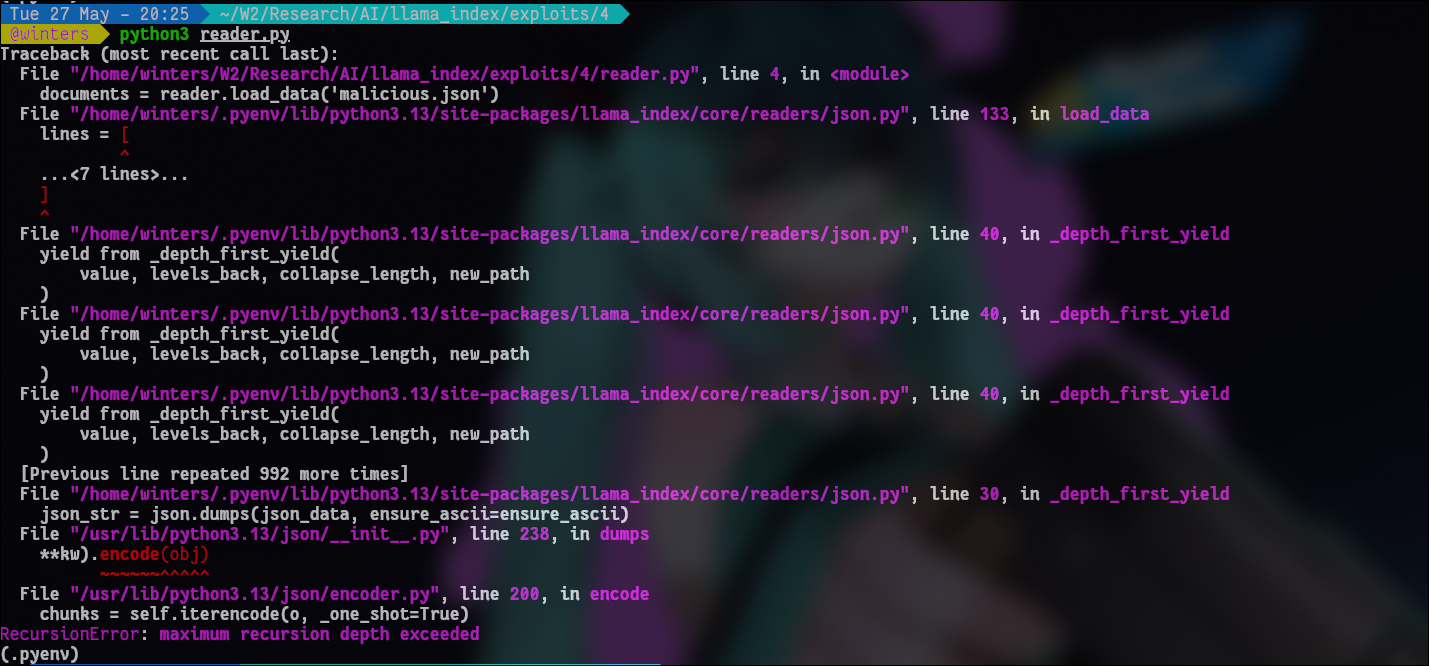 Tue 27 May – 20:25 ~/W2/Research/AI/llama_index/exploits/4
@winters python3 reader.py
Traceback (most recent call last):
  File "/home/winters/W2/Research/AI/llama_index/exploits/4/reader.py", line 4, in <module>
    documents = reader.load_data('malicious.json')
  File "/home/winters/.pyenv/lib/python3.13/site-packages/llama_index/core/readers/json.py", line 133, in load_data
    lines = [
            ^
    ...<7 lines>...
    ]
    ^
  File "/home/winters/.pyenv/lib/python3.13/site-packages/llama_index/core/readers/json.py", line 40, in _depth_first_yield
    yield from _depth_first_yield(
        value, levels_back, collapse_length, new_path
    )
  File "/home/winters/.pyenv/lib/python3.13/site-packages/llama_index/core/readers/json.py", line 40, in _depth_first_yield
    yield from _depth_first_yield(
        value, levels_back, collapse_length, new_path
    )
  File "/home/winters/.pyenv/lib/python3.13/site-packages/llama_index/core/readers/json.py", line 40, in _depth_first_yield
    yield from _depth_first_yield(
        value, levels_back, collapse_length, new_path
    )
  [Previous line repeated 992 more times]
  File "/home/winters/.pyenv/lib/python3.13/site-packages/llama_index/core/readers/json.py", line 30, in _depth_first_yield
    json_str = json.dumps(json_data, ensure_ascii=ensure_ascii)
  File "/usr/lib/python3.13/json/__init__.py", line 238, in dumps
    **kw).encode(obj)
          ~~~~~~^^^^^
  File "/usr/lib/python3.13/json/encoder.py", line 200, in encode
    chunks = self.iterencode(o, _one_shot=True)
RecursionError: maximum recursion depth exceeded
(.pyenv)